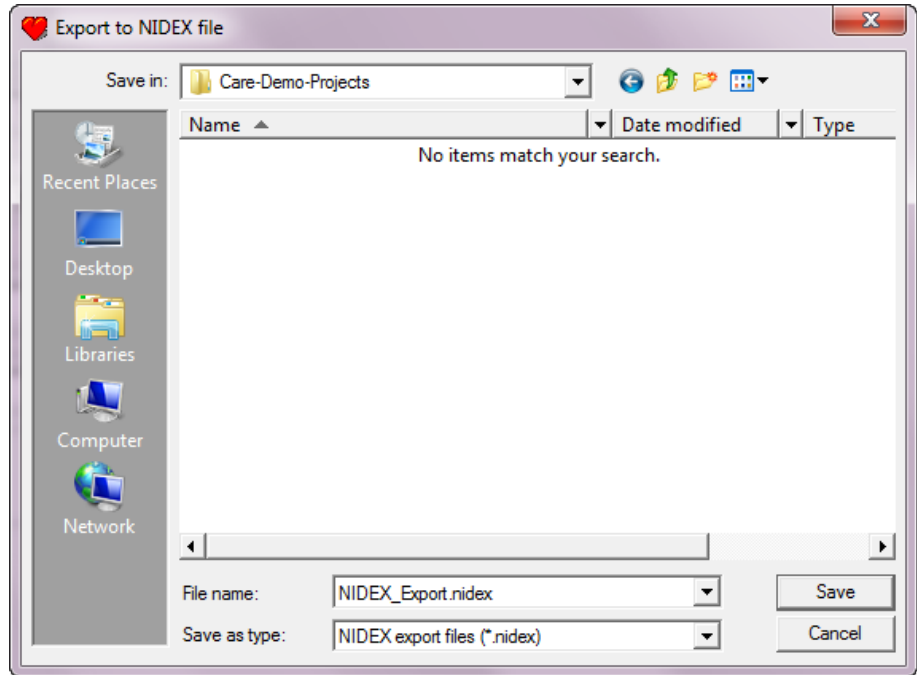 Export to NIDEX file
Save in: Care-Demo-Projects
Name Date modified Type
No items match your search.
Recent Places
Desktop
Libraries
Computer
Network
File name: NIDEX_Export.nidex Save
Save as type: NIDEX export files (*.nidex) Cancel